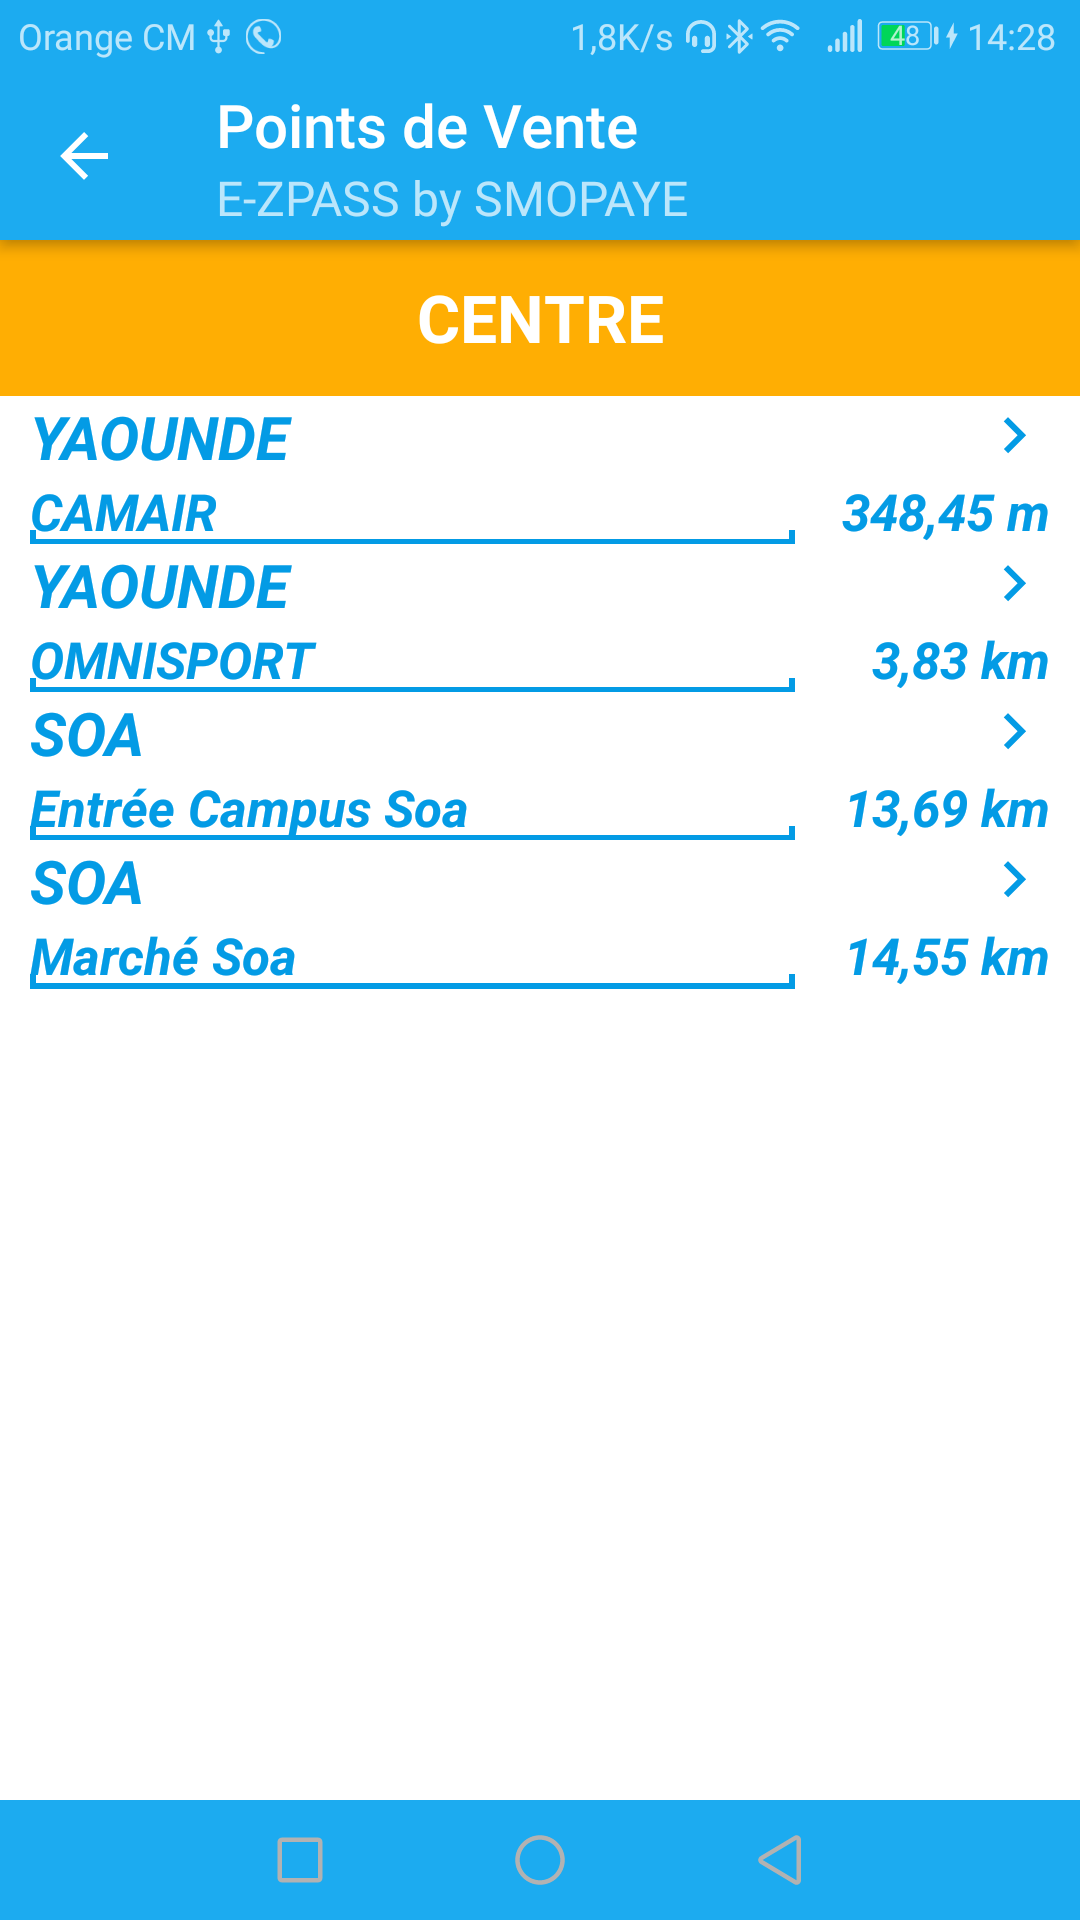 Orange CM 1,8K/s 48 14:28
Points de Vente
E-ZPASS by SMOPAYE
CENTRE
YAOUNDE
CAMAIR 348,45 m
YAOUNDE
OMNISPORT 3,83 km
SOA
Entrée Campus Soa 13,69 km
SOA
Marché Soa 14,55 km